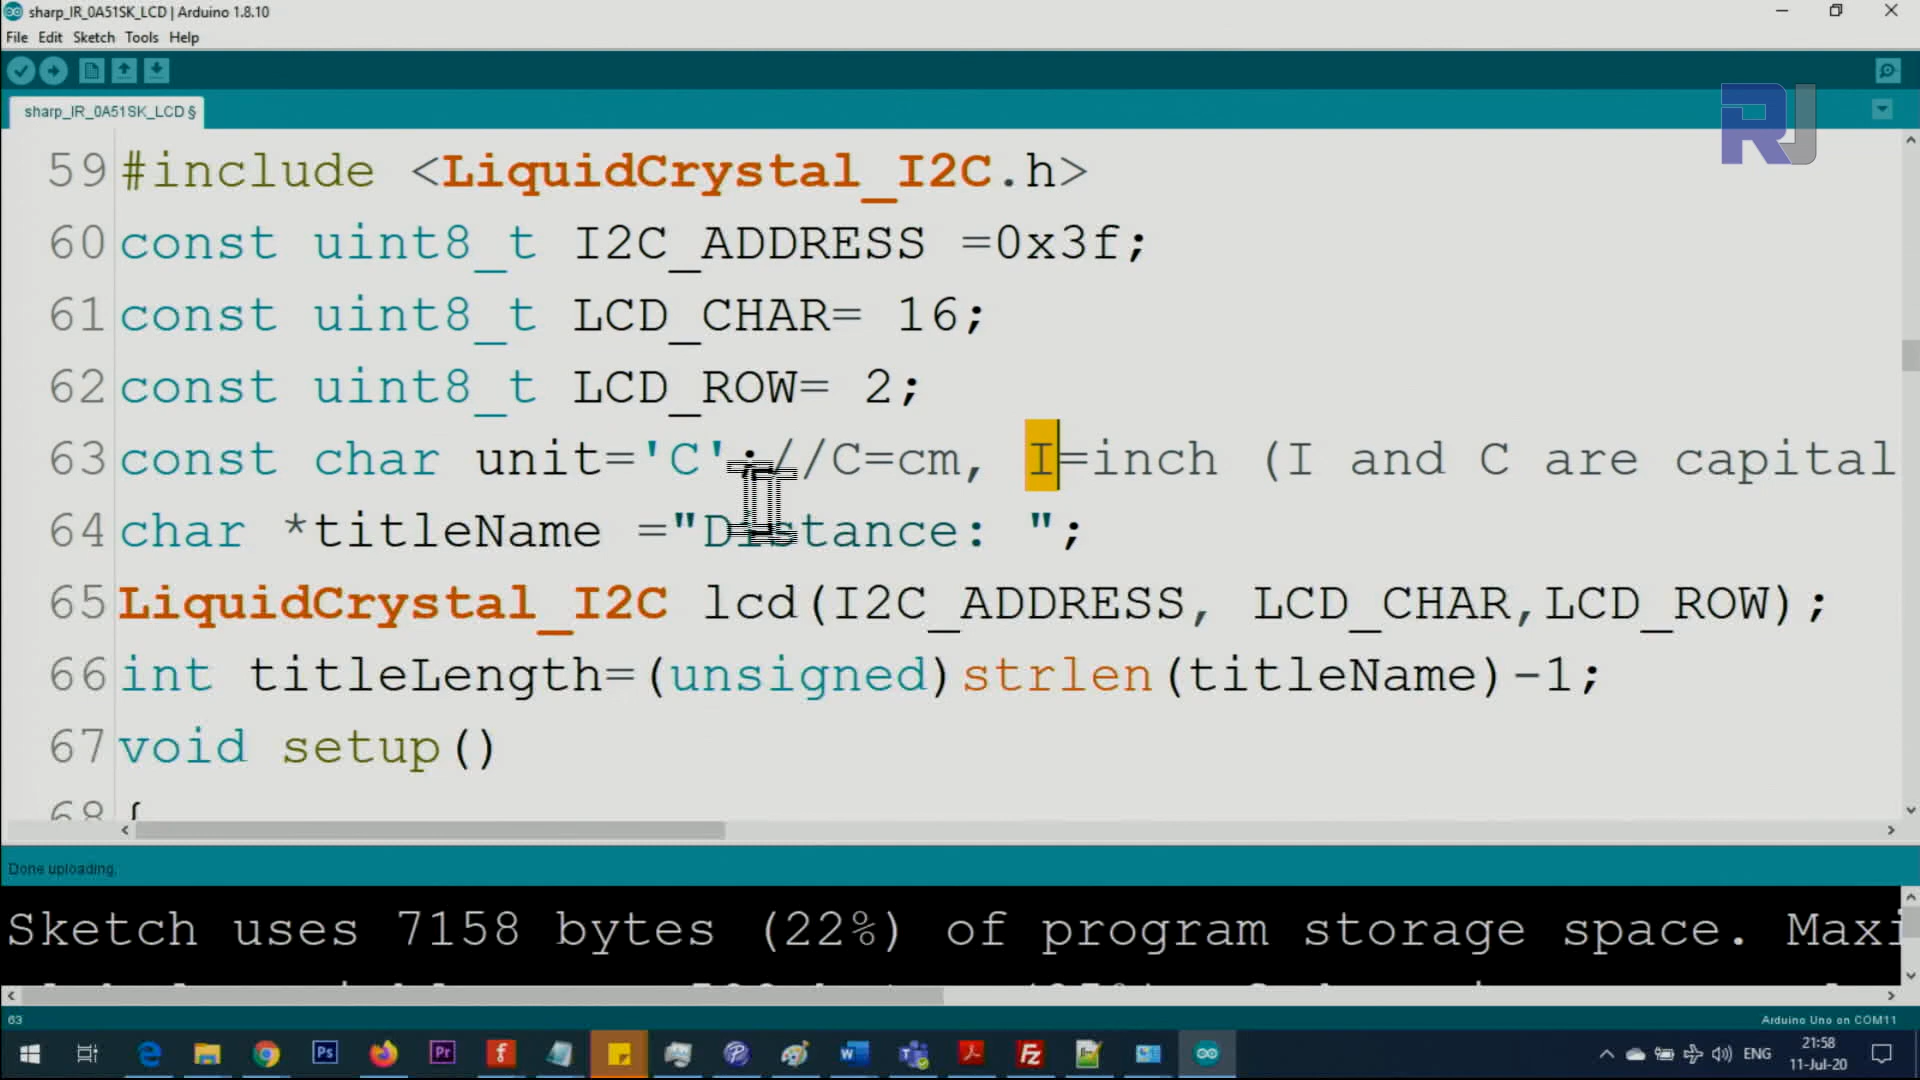 sharp_IR_0A51SK_LCD | Arduino 1.8.10
File Edit Sketch Tools Help
sharp_IR_0A51SK_LCD §
RJ
59 #include <LiquidCrystal_I2C.h>
60 const uint8_t I2C_ADDRESS =0x3f;
61 const uint8_t LCD_CHAR= 16;
62 const uint8_t LCD_ROW= 2;
63 const char unit='C';//C=cm, I=inch (I and C are capital
64 char *titleName ="Distance: ";
65 LiquidCrystal_I2C lcd(I2C_ADDRESS, LCD_CHAR,LCD_ROW);
66 int titleLength=(unsigned)strlen(titleName)-1;
67 void setup()
68 {
Done uploading.
Sketch uses 7158 bytes (22%) of program storage space. Maxi
63
Arduino Uno on COM11
Ps Pr
ENG
21:58
11-Jul-20